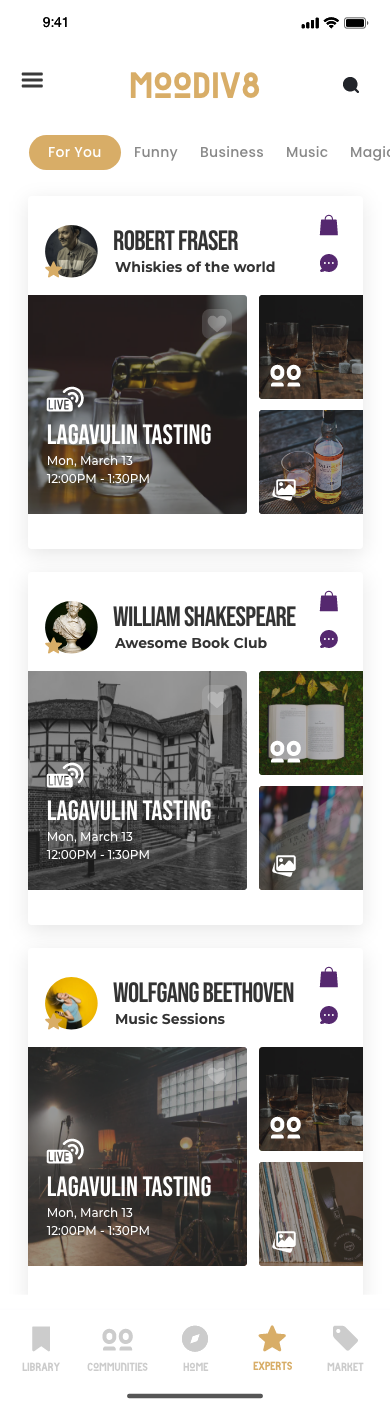 9:41
MOODIV8
For You Funny Business Music Magic
ROBERT FRASER
Whiskies of the world
LIVE
LAGAVULIN TASTING
Mon, March 13
12:00PM - 1:30PM
WILLIAM SHAKESPEARE
Awesome Book Club
LIVE
LAGAVULIN TASTING
Mon, March 13
12:00PM - 1:30PM
WOLFGANG BEETHOVEN
Music Sessions
LIVE
LAGAVULIN TASTING
Mon, March 13
12:00PM - 1:30PM
LIBRARY COMMUNITIES HOME EXPERTS MARKET